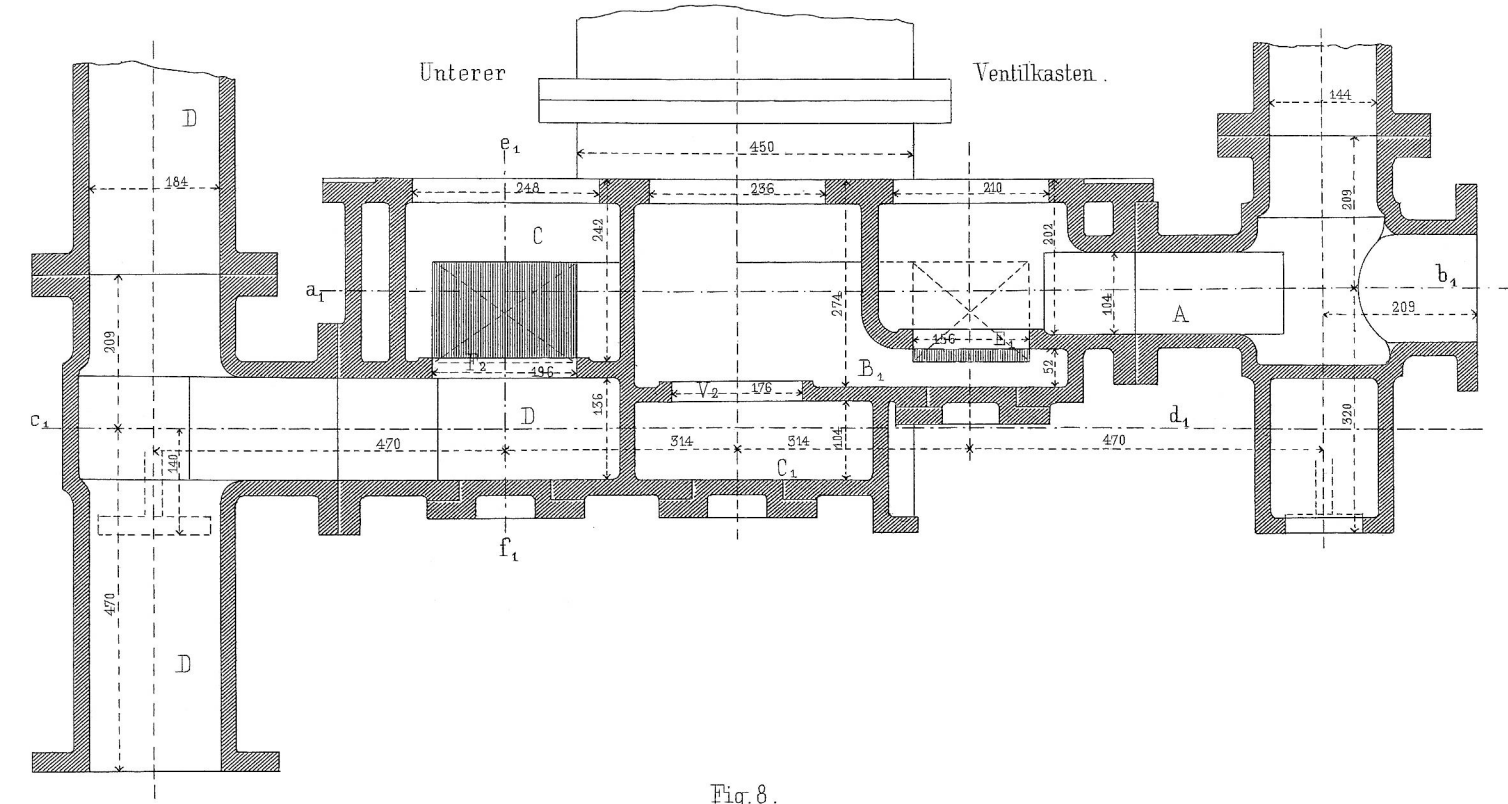 Unterer Ventilkasten.
D
144
e₁
450
184
248
236
210
209
C
242
202
b₁
a₁
274
104
A
209
209
E₁
156
F₂
196
B₁
52
V₂
176
c₁
D
136
104
d₁
320
470
314
314
470
140
C₁
f₁
470
D
Fig. 8.